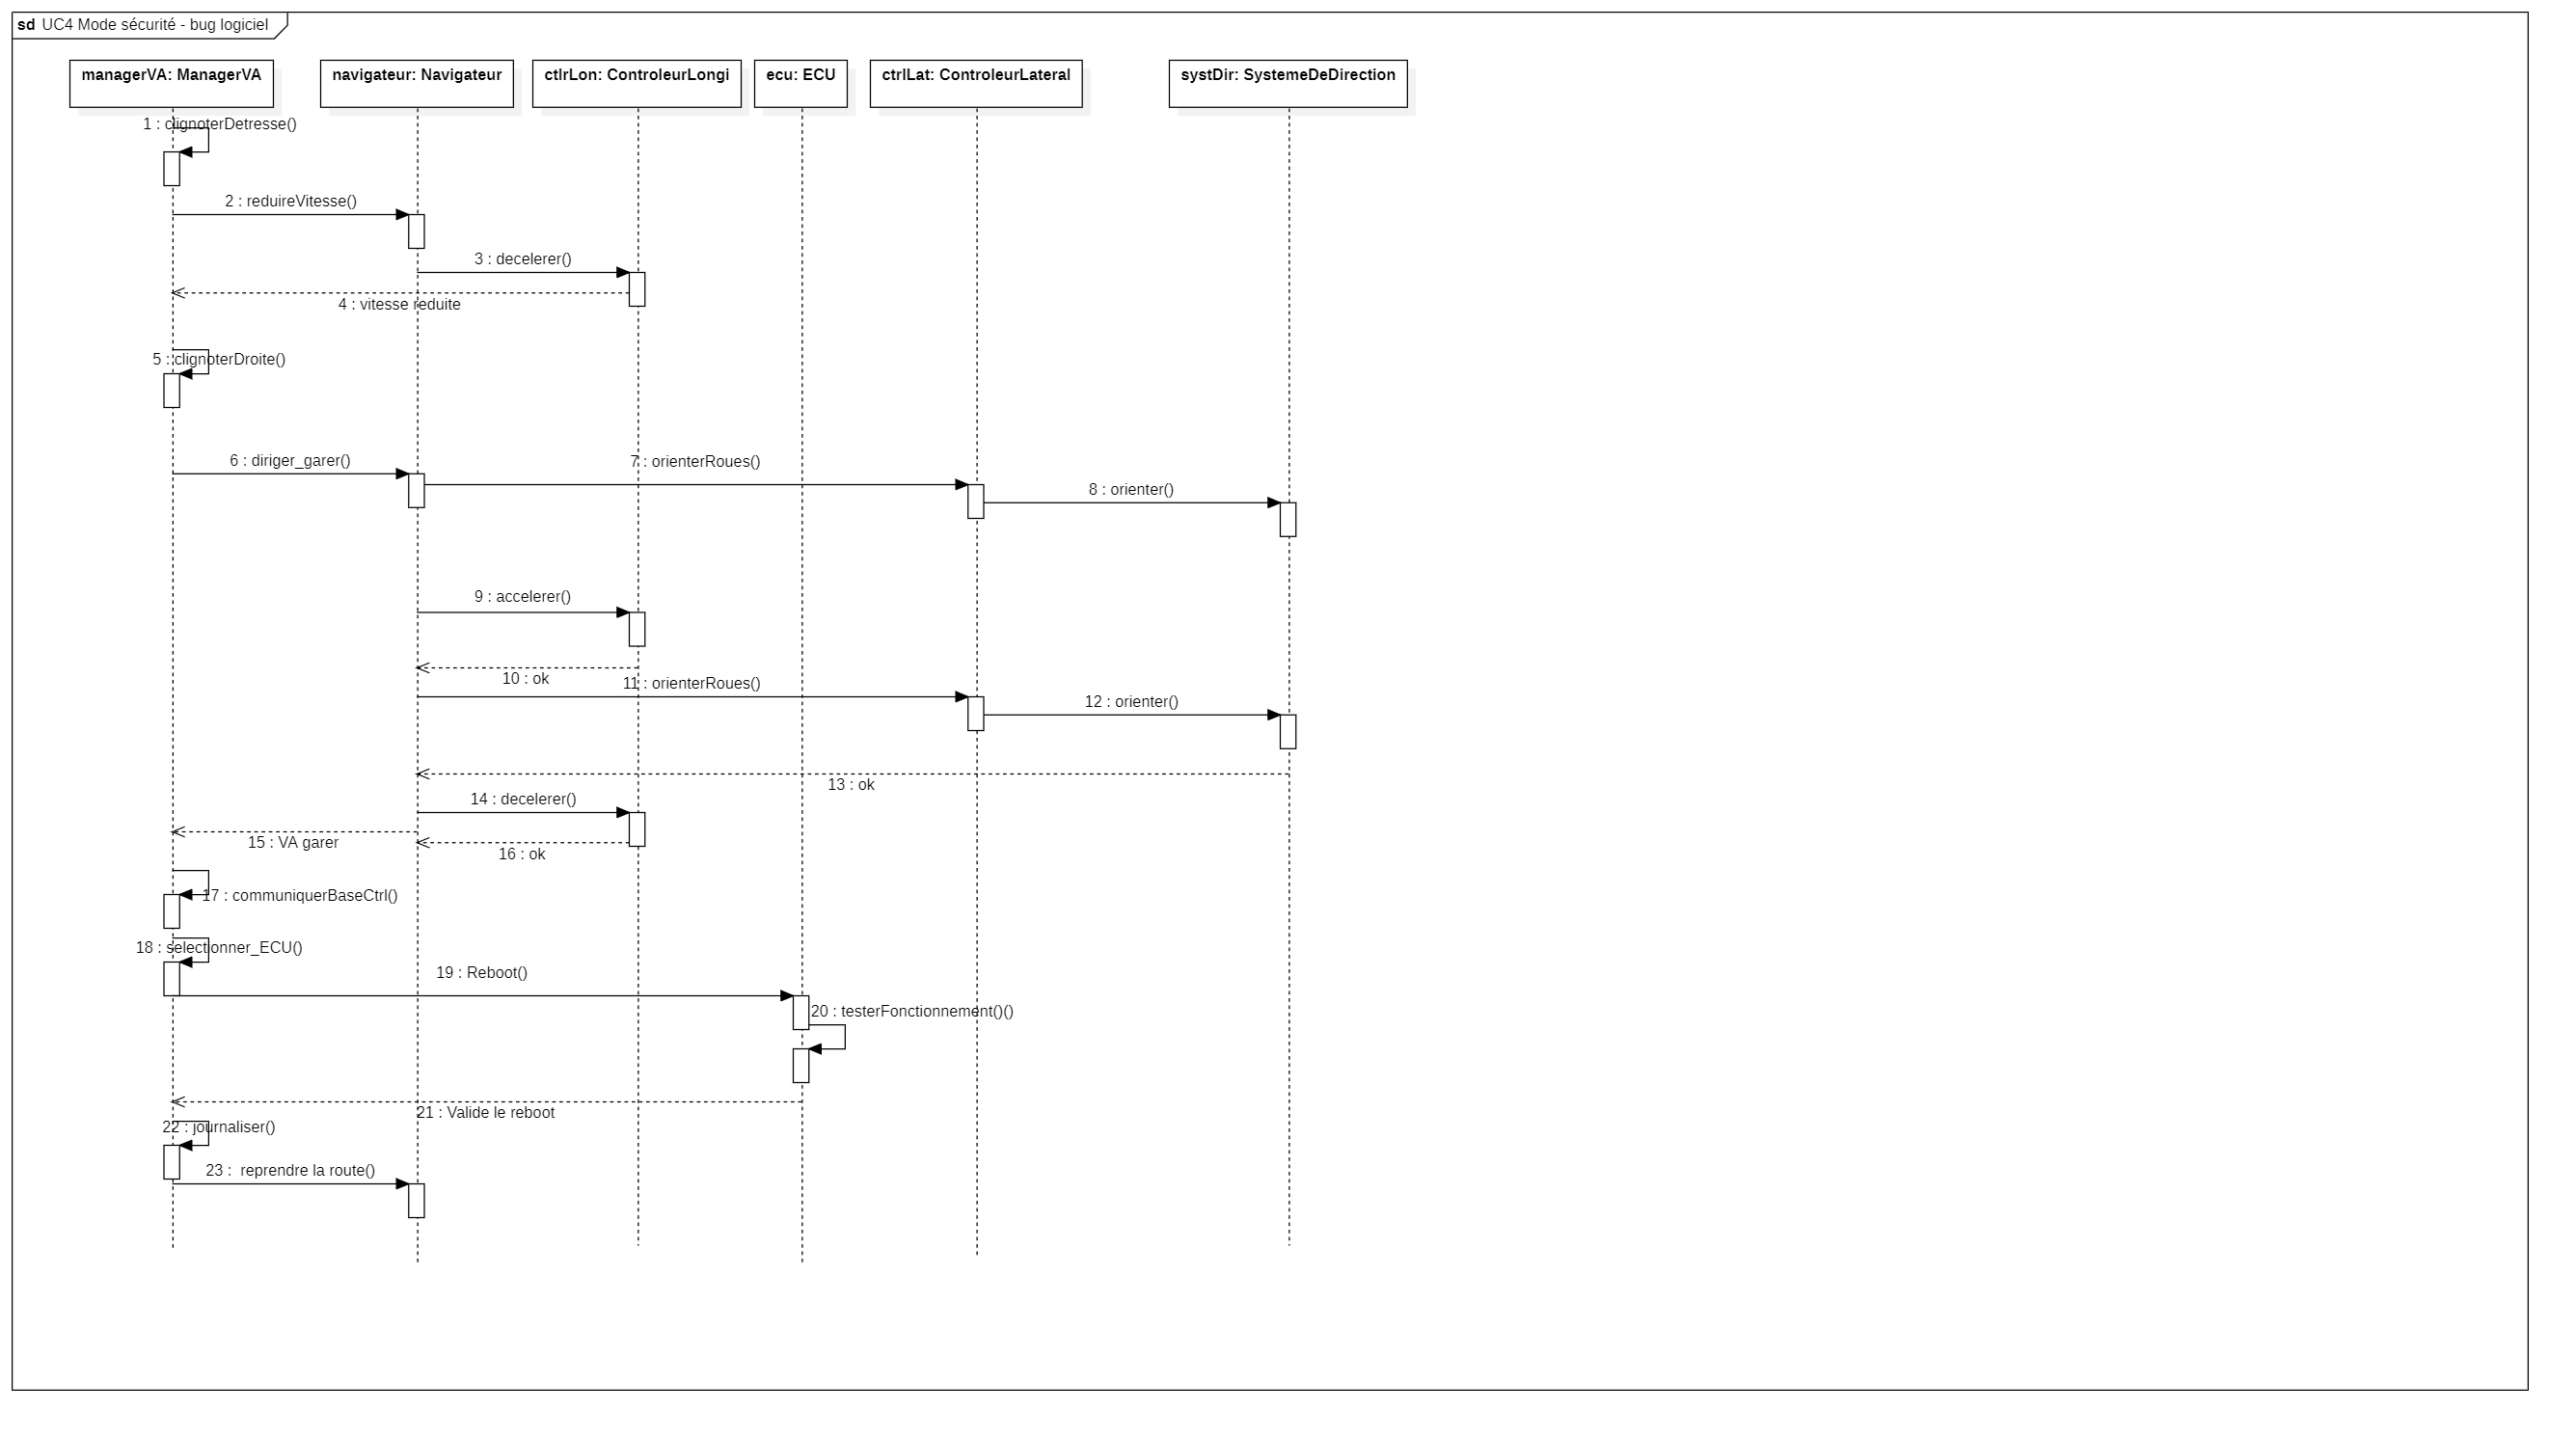 sd UC4 Mode sécurité - bug logiciel
managerVA: ManagerVA
navigateur: Navigateur
ctlrLon: ControleurLongi
ecu: ECU
ctrlLat: ControleurLateral
systDir: SystemeDeDirection
1 : clignoterDetresse()
2 : reduireVitesse()
3 : decelerer()
4 : vitesse reduite
5 : clignoterDroite()
6 : diriger_garer()
7 : orienterRoues()
8 : orienter()
9 : accelerer()
10 : ok
11 : orienterRoues()
12 : orienter()
13 : ok
14 : decelerer()
15 : VA garer
16 : ok
17 : communiquerBaseCtrl()
18 : selectionner_ECU()
19 : Reboot()
20 : testerFonctionnement()()
21 : Valide le reboot
22 : journaliser()
23 :  reprendre la route()